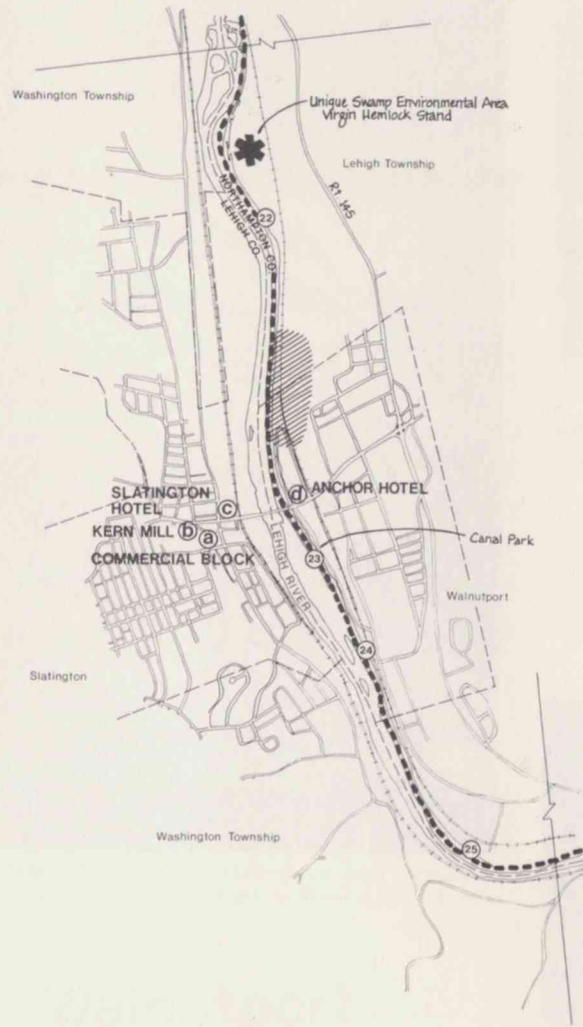 Washington Township
Unique Swamp Environmental Area
Virgin Hemlock Stand
Lehigh Township
Rt 145
22
NORTHAMPTON CO.
LEHIGH CO.
SLATINGTON
HOTEL
c
d ANCHOR HOTEL
KERN MILL b
a
COMMERCIAL BLOCK
LEHIGH RIVER
23
Canal Park
Walnutport
24
Slatington
Washington Township
25